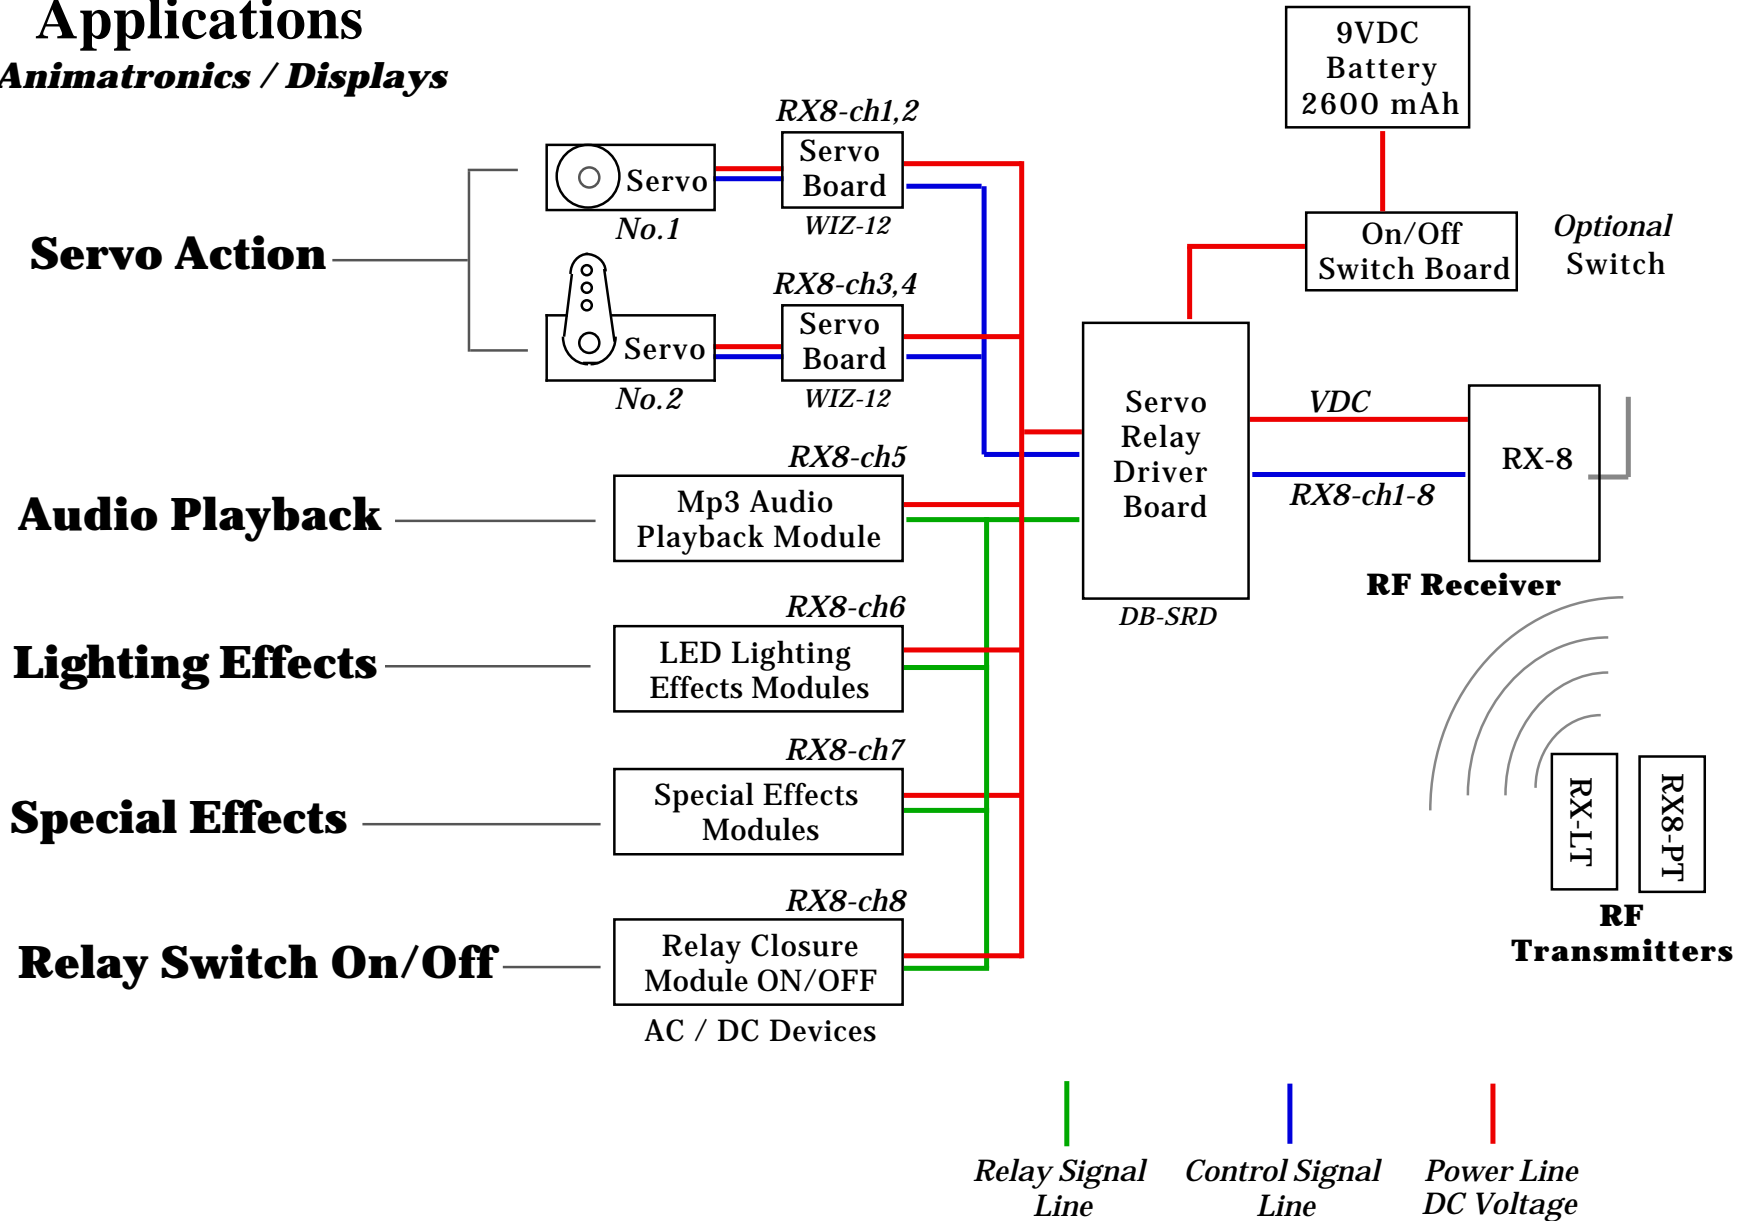 Applications
Animatronics / Displays
9VDC
Battery
2600 mAh
On/Off
Switch Board
Optional
Switch
RX8-ch1,2
Servo
Board
WIZ-12
Servo
No.1
Servo Action
RX8-ch3,4
Servo
Board
WIZ-12
Servo
No.2
Servo
Relay
Driver
Board
DB-SRD
VDC
RX8-ch1-8
RX-8
RF Receiver
RX8-ch5
Audio Playback
Mp3 Audio
Playback Module
RX8-ch6
Lighting Effects
LED Lighting
Effects Modules
RX8-ch7
Special Effects
Special Effects
Modules
RX8-ch8
Relay Switch On/Off
Relay Closure
Module ON/OFF
AC / DC Devices
RX-LT
RX8-PT
RF
Transmitters
Relay Signal
Line
Control Signal
Line
Power Line
DC Voltage